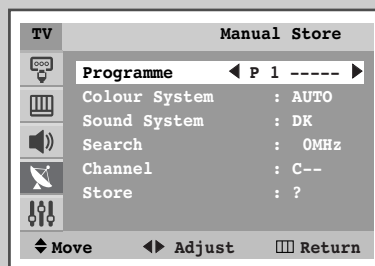 TV Manual Store
Programme P 1 -----
Colour System : AUTO
Sound System : DK
Search : 0MHz
Channel : C--
Store : ?
Move Adjust Return